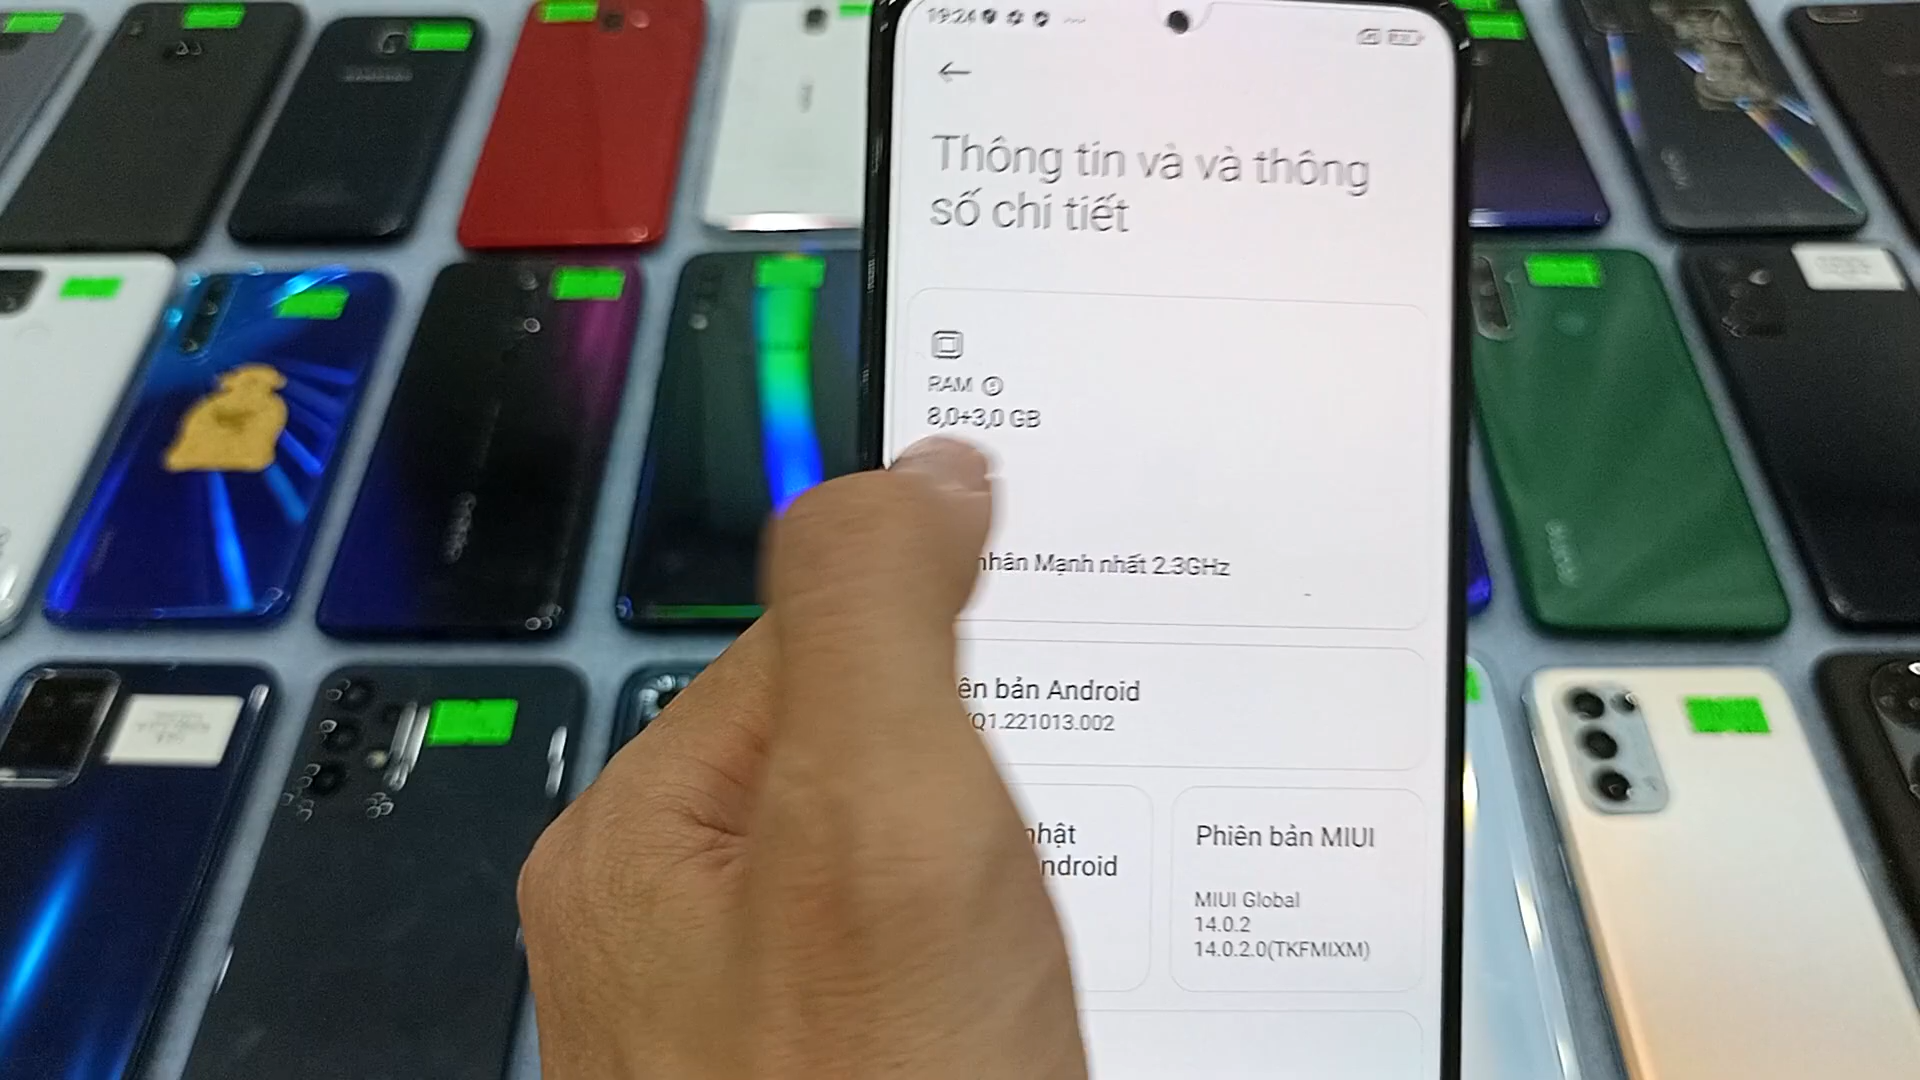 19:24
Thông tin và và thông
số chi tiết
RAM
8,0+3,0 GB
nhân Mạnh nhất 2.3GHz
ên bản Android
Q1.221013.002
nhật
ndroid
Phiên bản MIUI
MIUI Global
14.0.2
14.0.2.0(TKFMIXM)